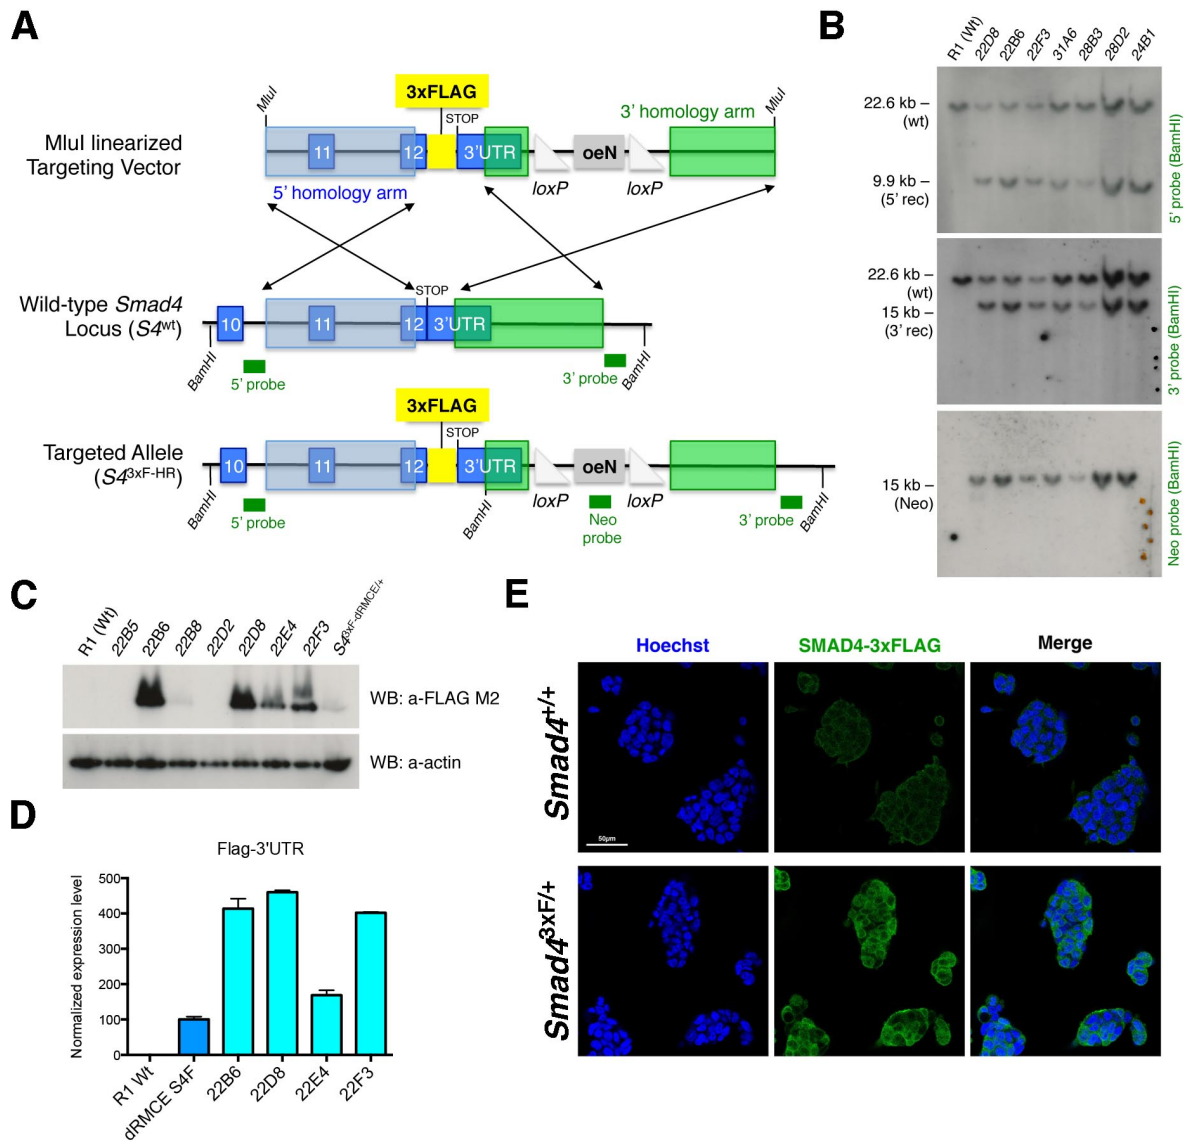 A
MluI
3xFLAG
STOP
3' homology arm
MluI
MluI linearized
Targeting Vector
11
12
3'UTR
oeN
loxP
loxP
5' homology arm
STOP
Wild-type Smad4
Locus (S4wt)
10
11
12
3'UTR
BamHI
5' probe
3' probe
BamHI
3xFLAG
STOP
Targeted Allele
(S43xF-HR)
10
11
12
3'UTR
oeN
BamHI
5' probe
BamHI
loxP
loxP
Neo
probe
3' probe
BamHI
B
R1 (Wt)
22D8
22B6
22F3
31A6
28B3
28D2
24B1
22.6 kb –
(wt)
9.9 kb –
(5' rec)
5' probe (BamHI)
22.6 kb –
(wt)
15 kb –
(3' rec)
3' probe (BamHI)
15 kb –
(Neo)
Neo probe (BamHI)
C
R1 (Wt)
22B5
22B6
22B8
22D2
22D8
22E4
22F3
S43xF-dRMCE/+
WB: a-FLAG M2
WB: a-actin
D
Flag-3'UTR
Normalized expression level
500
400
300
200
100
0
R1 Wt
dRMCE S4F
22B6
22D8
22E4
22F3
E
Hoechst
SMAD4-3xFLAG
Merge
Smad4+/+
50µm
Smad43xF/+